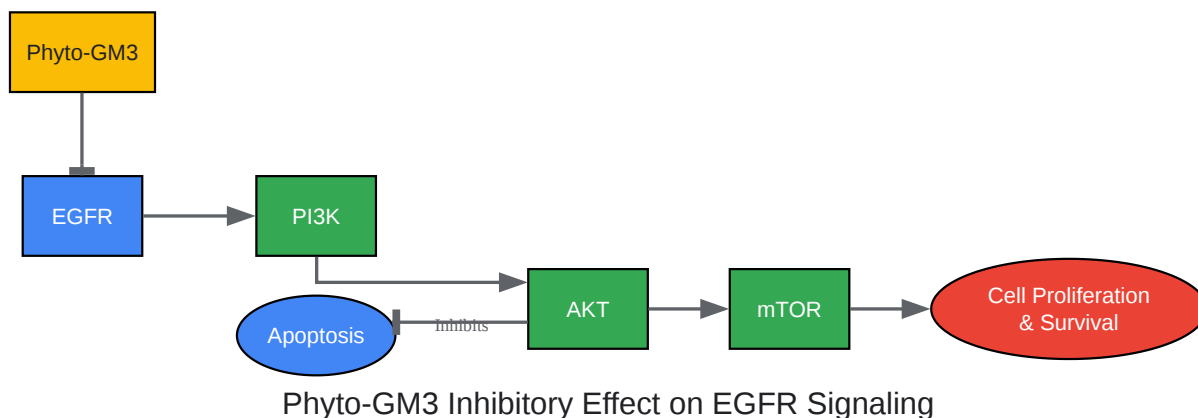 Phyto-GM3
EGFR
PI3K
AKT
mTOR
Cell Proliferation
& Survival
Apoptosis
Inhibits
Phyto-GM3 Inhibitory Effect on EGFR Signaling